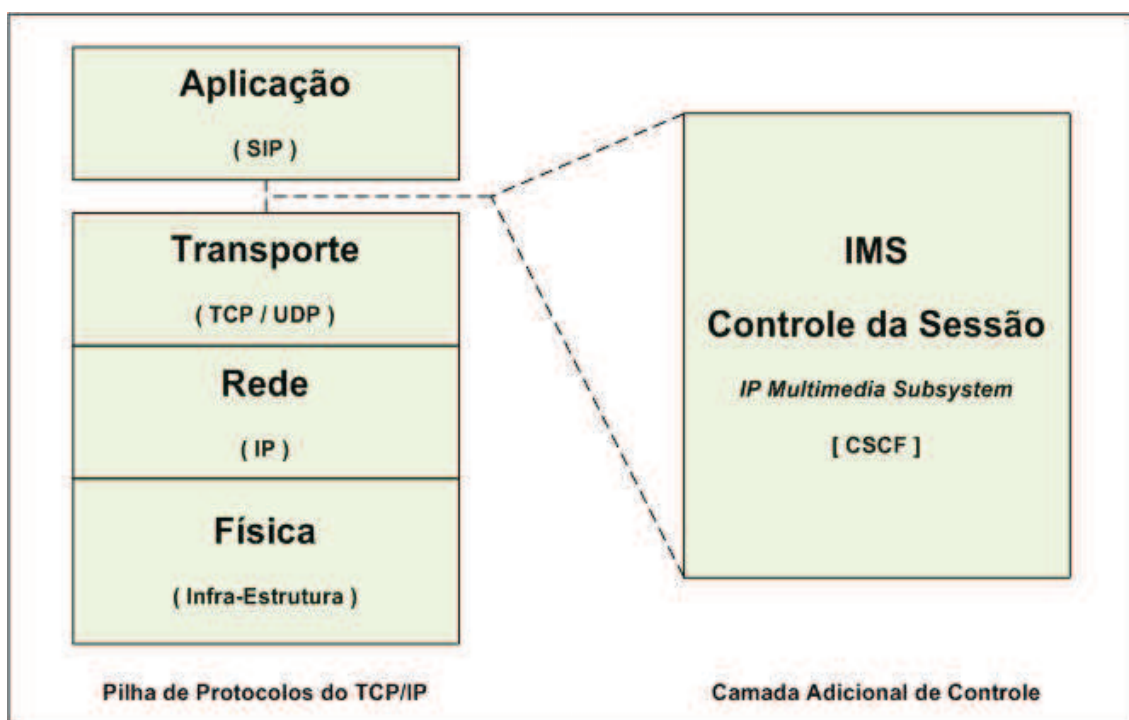 Aplicação
( SIP )
Transporte
( TCP / UDP )
Rede
( IP )
Física
( Infra-Estrutura )
Pilha de Protocolos do TCP/IP
IMS
Controle da Sessão
IP Multimedia Subsystem
[ CSCF ]
Camada Adicional de Controle